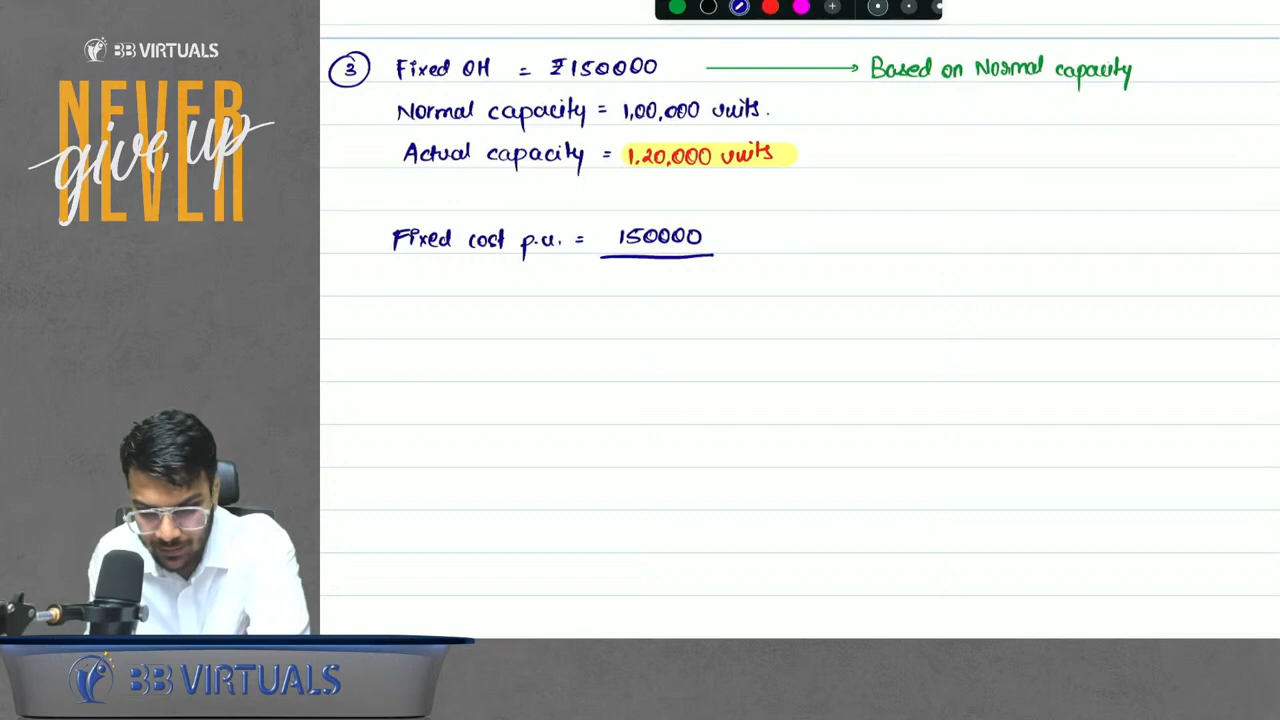 BB VIRTUALS
NEVER
give up
NEVER
3 Fixed OH = ₹150000 → Based on Normal capacity
Normal capacity = 1,00,000 units.
Actual capacity = 1,20,000 units
Fixed cost p.u. = 150000
BB VIRTUALS